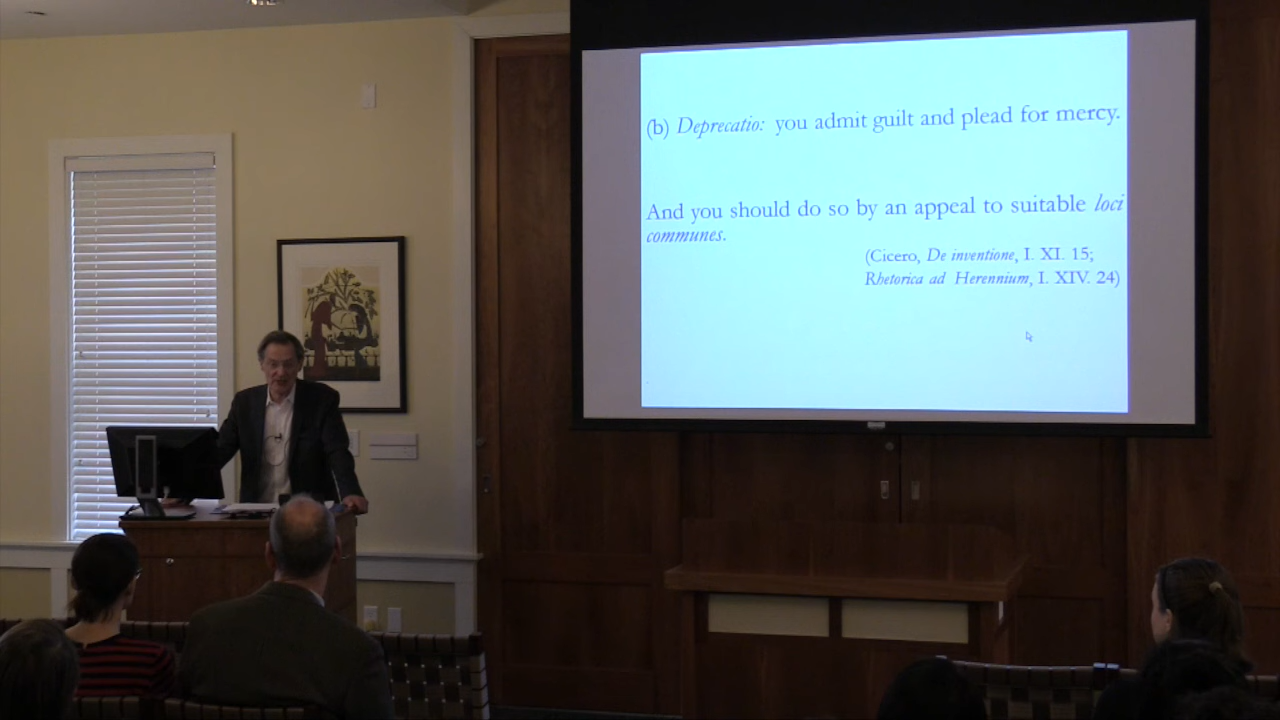 (b) Deprecatio: you admit guilt and plead for mercy.
And you should do so by an appeal to suitable loci
communes.
(Cicero, De inventione, I. XI. 15;
Rhetorica ad Herennium, I. XIV. 24)